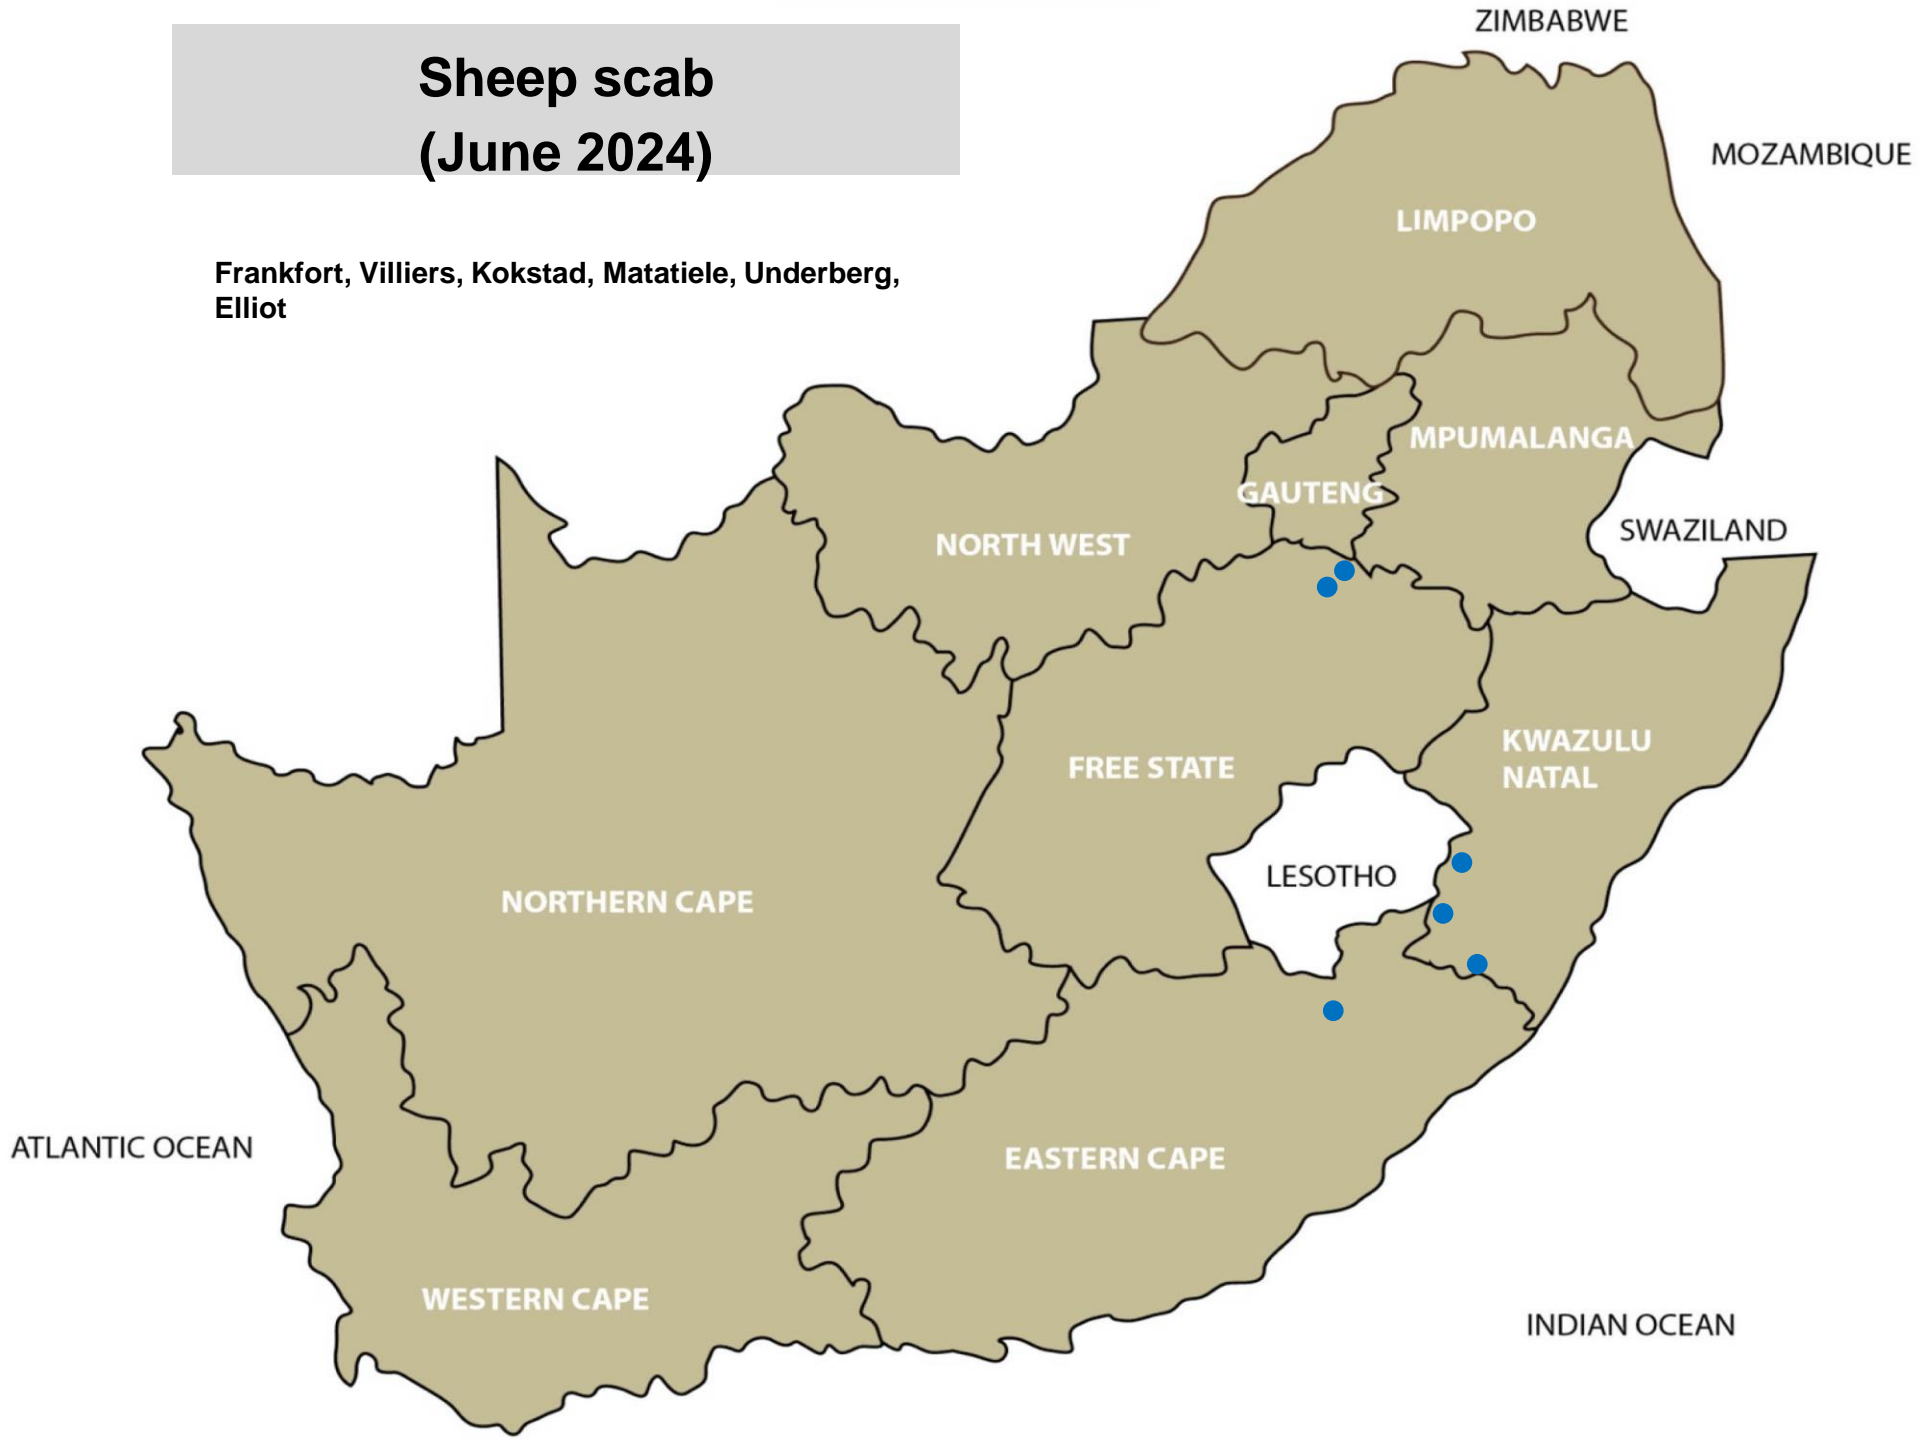 Sheep scab
(June 2024)
Frankfort, Villiers, Kokstad, Matatiele, Underberg,
Elliot
ZIMBABWE
MOZAMBIQUE
LIMPOPO
MPUMALANGA
GAUTENG
SWAZILAND
NORTH WEST
KWAZULU
NATAL
FREE STATE
LESOTHO
NORTHERN CAPE
ATLANTIC OCEAN
EASTERN CAPE
WESTERN CAPE
INDIAN OCEAN